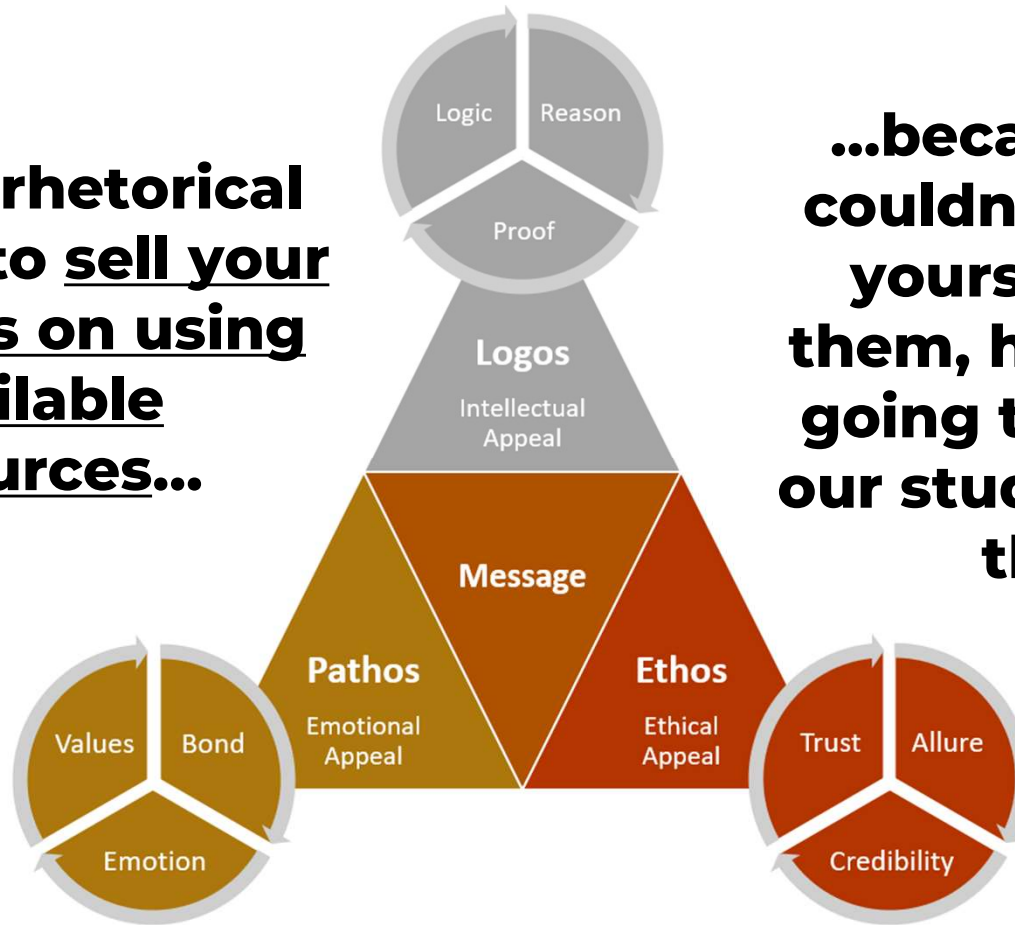 rhetorical
to sell your
s on using
ilable
urces...
Logic
Reason
Proof
Logos
Intellectual
Appeal
Message
Pathos
Emotional
Appeal
Ethos
Ethical
Appeal
Values
Bond
Emotion
Trust
Allure
Credibility
...beca
couldn
yours
them, h
going t
our stud
th